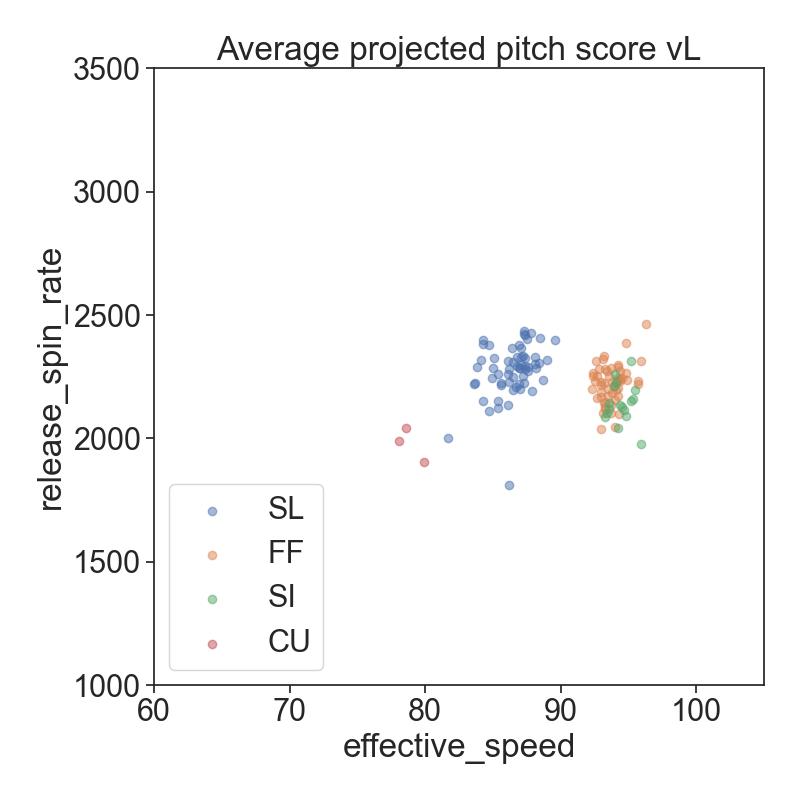 Average projected pitch score vL
release_spin_rate
3500
3000
2500
2000
1500
1000
SL
FF
SI
CU
60 70 80 90 100
effective_speed